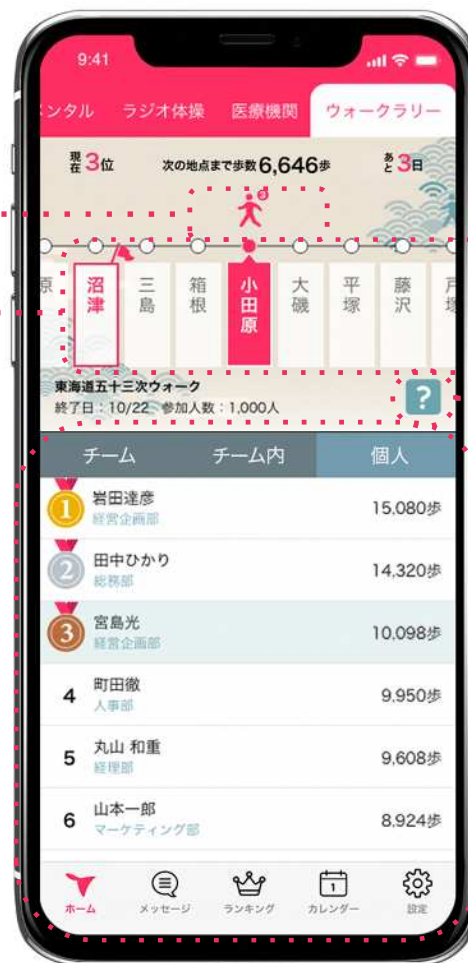 9:41
メンタル ラジオ体操 医療機関 ウォークラリー
現在3位 次の地点まで歩数6,646歩 あと3日
3
原 沼津 三島 箱根 小田原 大磯 平塚 藤沢 戸塚
東海道五十三次ウォーク
終了日：10/22 参加人数：1,000人
?
チーム チーム内 個人
1 岩田達彦 15,080歩
経営企画部
2 田中ひかり 14,320歩
総務部
3 宮島光 10,098歩
経営企画部
4 町田徹 9,950歩
人事部
5 丸山 和重 9,608歩
経理部
6 山本一郎 8,924歩
マーケティング部
1
ホーム メッセージ ランキング カレンダー 設定